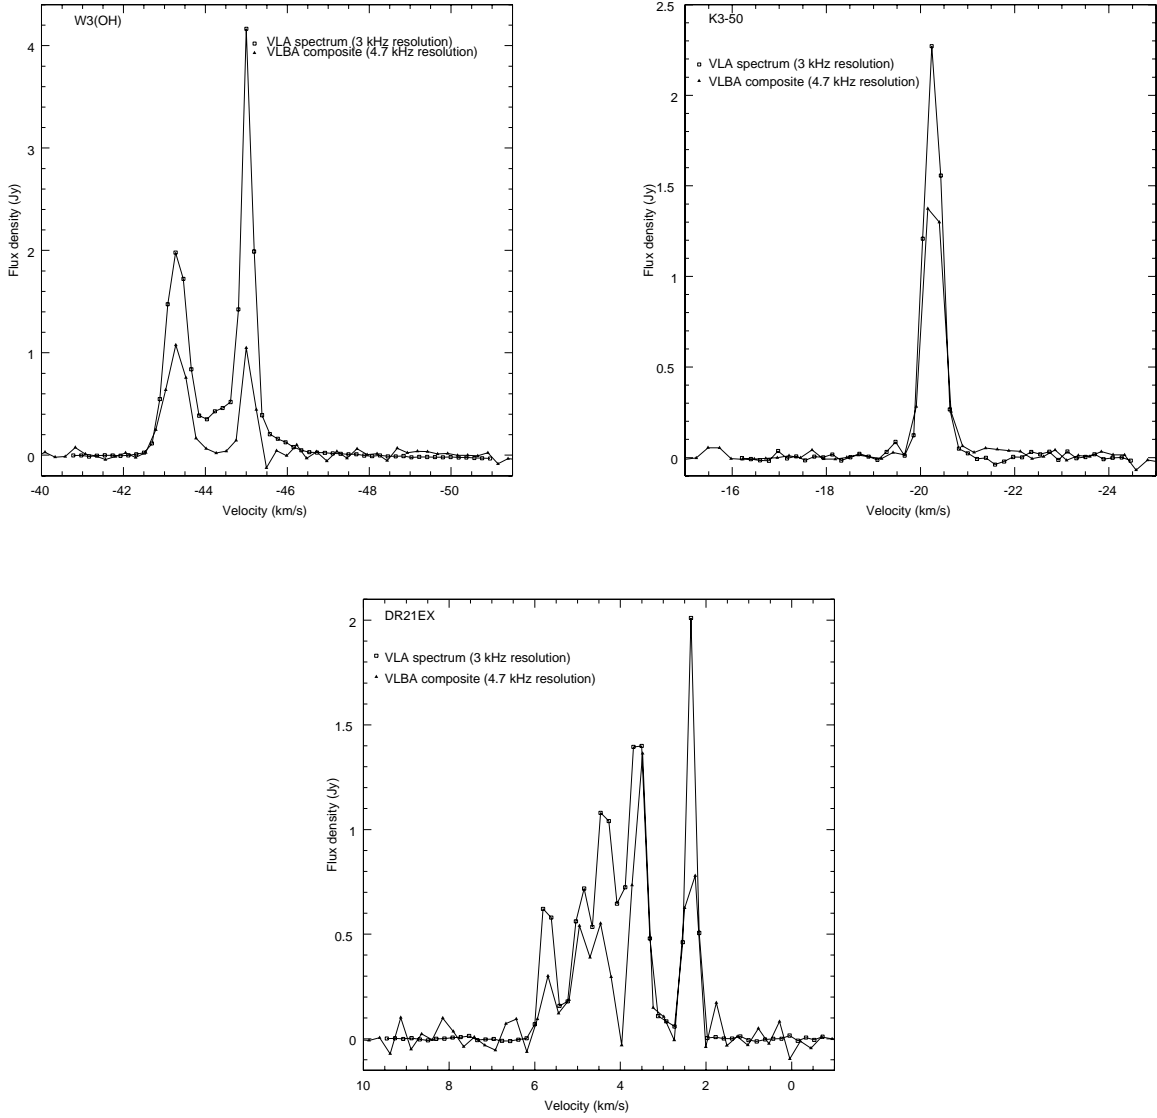 W3(OH)
VLA spectrum (3 kHz resolution)
VLBA composite (4.7 kHz resolution)
4
3
2
1
0
Flux density (Jy)
-40 -42 -44 -46 -48 -50
Velocity (km/s)
K3-50
VLA spectrum (3 kHz resolution)
VLBA composite (4.7 kHz resolution)
2.5
2
1.5
1
0.5
0
Flux density (Jy)
-16 -18 -20 -22 -24
Velocity (km/s)
DR21EX
VLA spectrum (3 kHz resolution)
VLBA composite (4.7 kHz resolution)
2
1.5
1
0.5
0
Flux density (Jy)
10 8 6 4 2 0
Velocity (km/s)